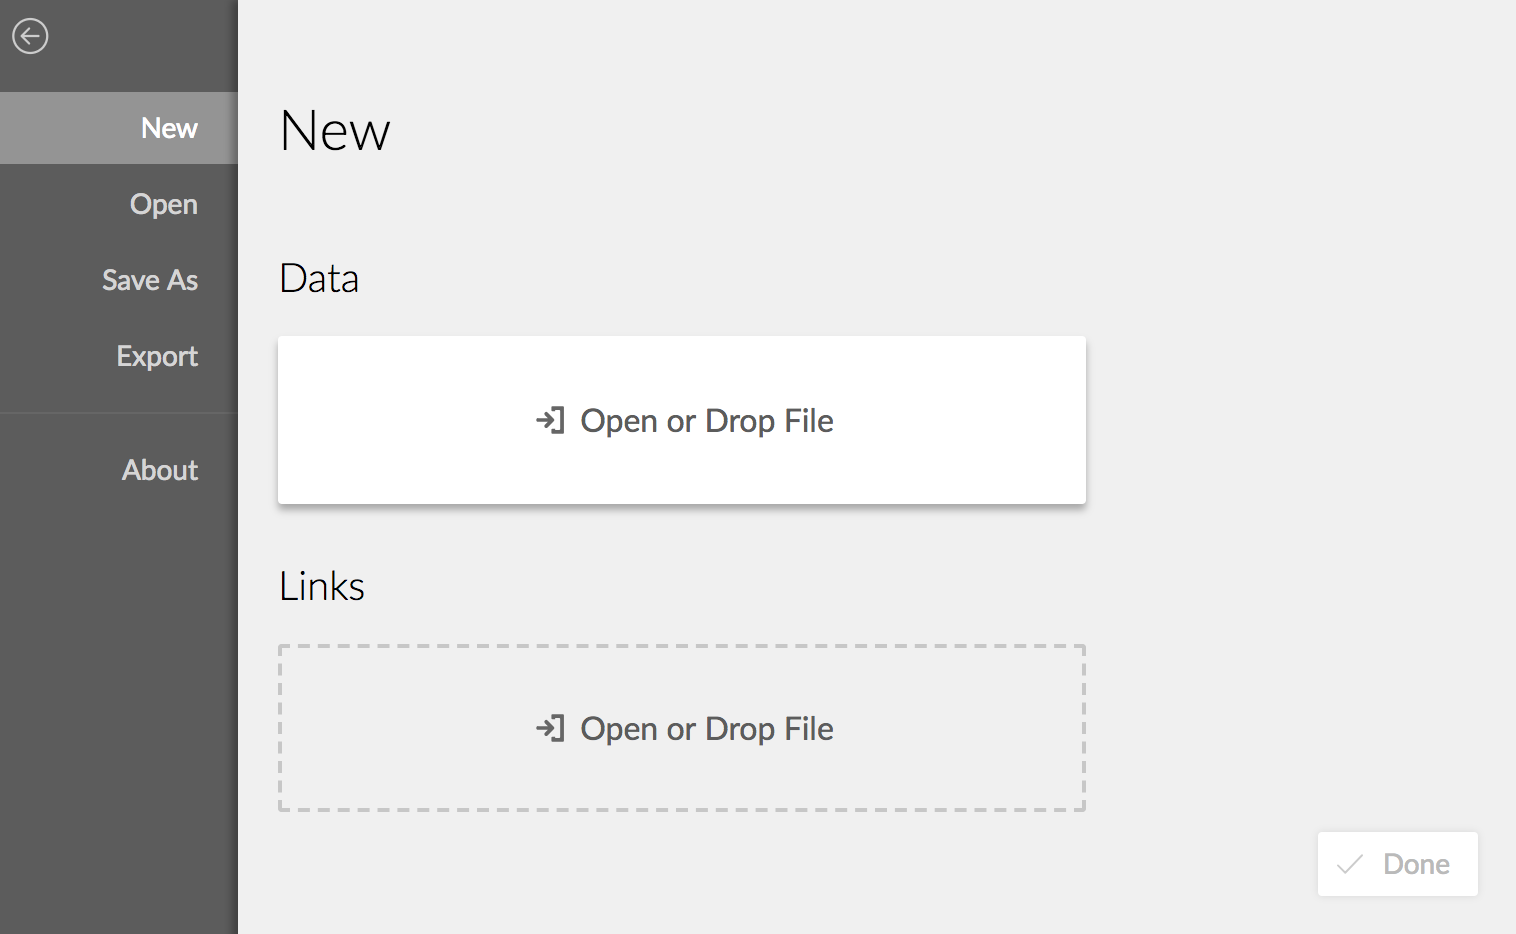 New
Open
Save As
Export
About
New
Data
Open or Drop File
Links
Open or Drop File
Done